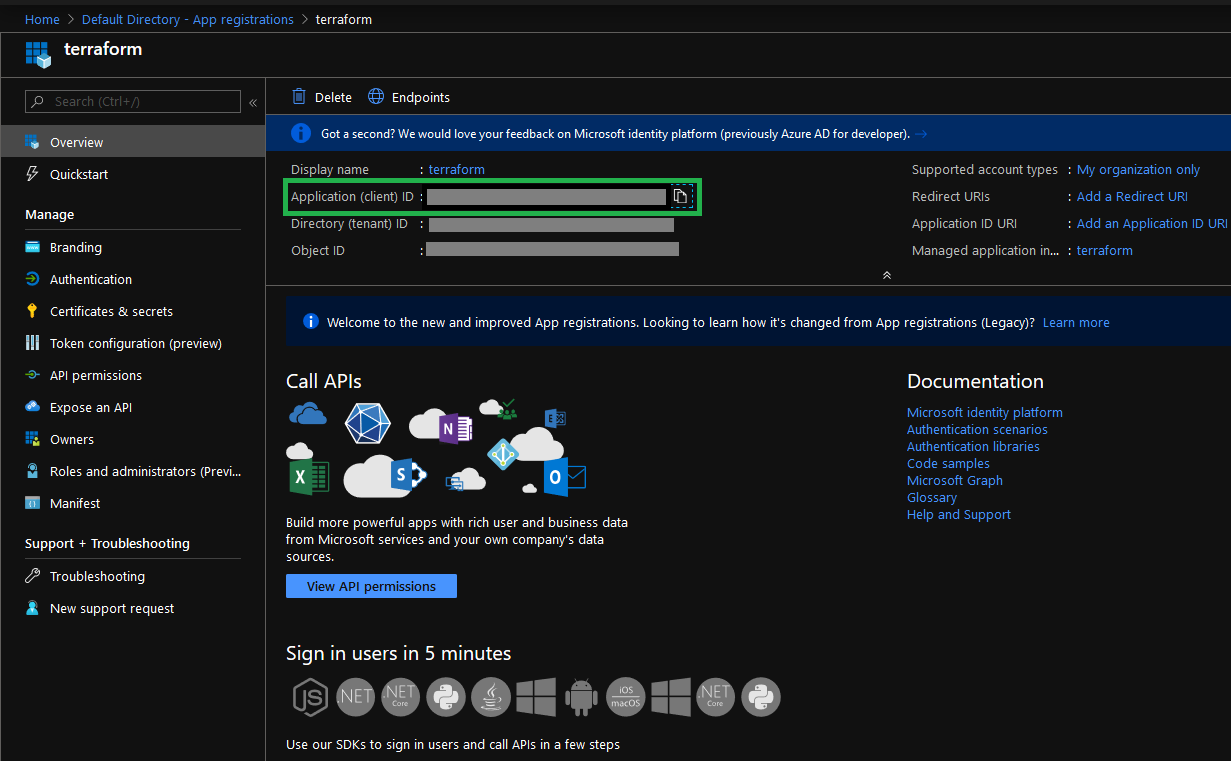 Home > Default Directory - App registrations > terraform
terraform
Search (Ctrl+/)
«
Overview
Quickstart
Manage
Branding
Authentication
Certificates & secrets
Token configuration (preview)
API permissions
Expose an API
Owners
Roles and administrators (Previ...
Manifest
Support + Troubleshooting
Troubleshooting
New support request
Delete
Endpoints
Got a second? We would love your feedback on Microsoft identity platform (previously Azure AD for developer). →
Display name : terraform
Application (client) ID :
Directory (tenant) ID :
Object ID :
Supported account types : My organization only
Redirect URIs : Add a Redirect URI
Application ID URI : Add an Application ID URI
Managed application in... : terraform
Welcome to the new and improved App registrations. Looking to learn how it's changed from App registrations (Legacy)? Learn more
Call APIs
N
X
S
O
Build more powerful apps with rich user and business data
from Microsoft services and your own company's data
sources.
View API permissions
Documentation
Microsoft identity platform
Authentication scenarios
Authentication libraries
Code samples
Microsoft Graph
Glossary
Help and Support
Sign in users in 5 minutes
JS
.NET
.NET
Core
iOS
macOS
.NET
Core
Use our SDKs to sign in users and call APIs in a few steps